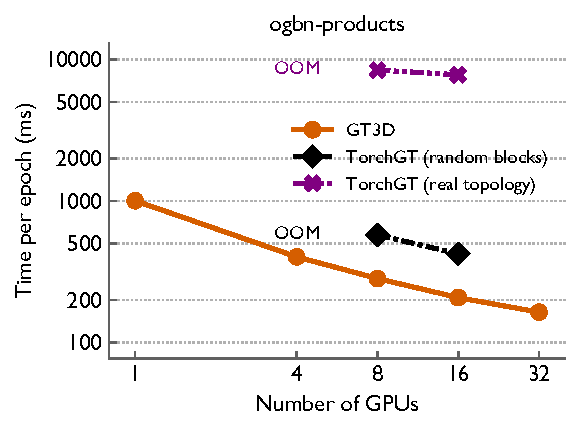 ogbn-products
Time per epoch (ms)
10000
5000
2000
1000
500
200
100
OOM
GT3D
TorchGT (random blocks)
TorchGT (real topology)
OOM
1
4
8
16
32
Number of GPUs